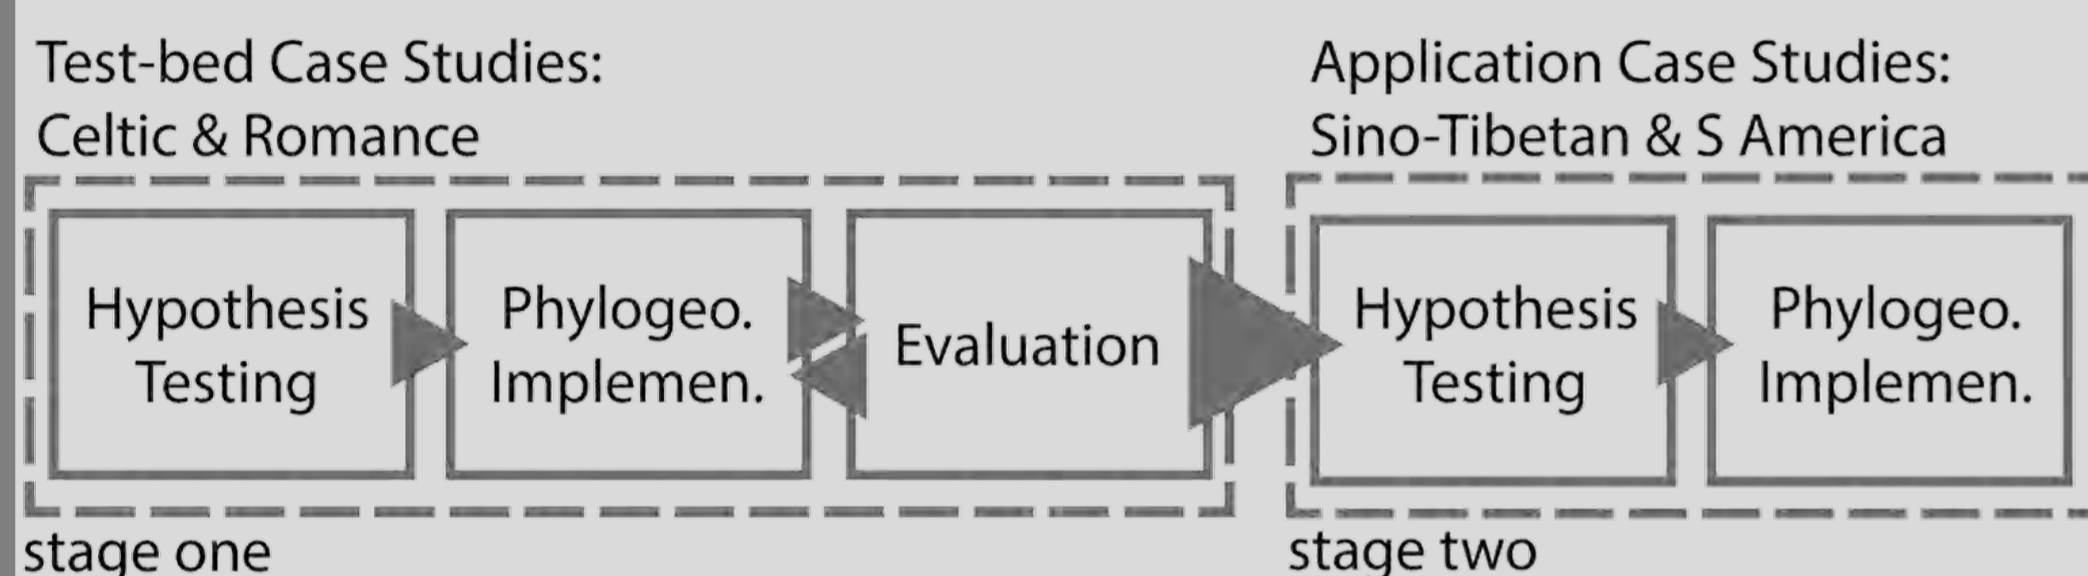 Test-bed Case Studies:
Celtic & Romance
Hypothesis
Testing
Phylogeo.
Implemen.
Evaluation
stage one
Application Case Studies:
Sino-Tibetan & S America
Hypothesis
Testing
Phylogeo.
Implemen.
stage two